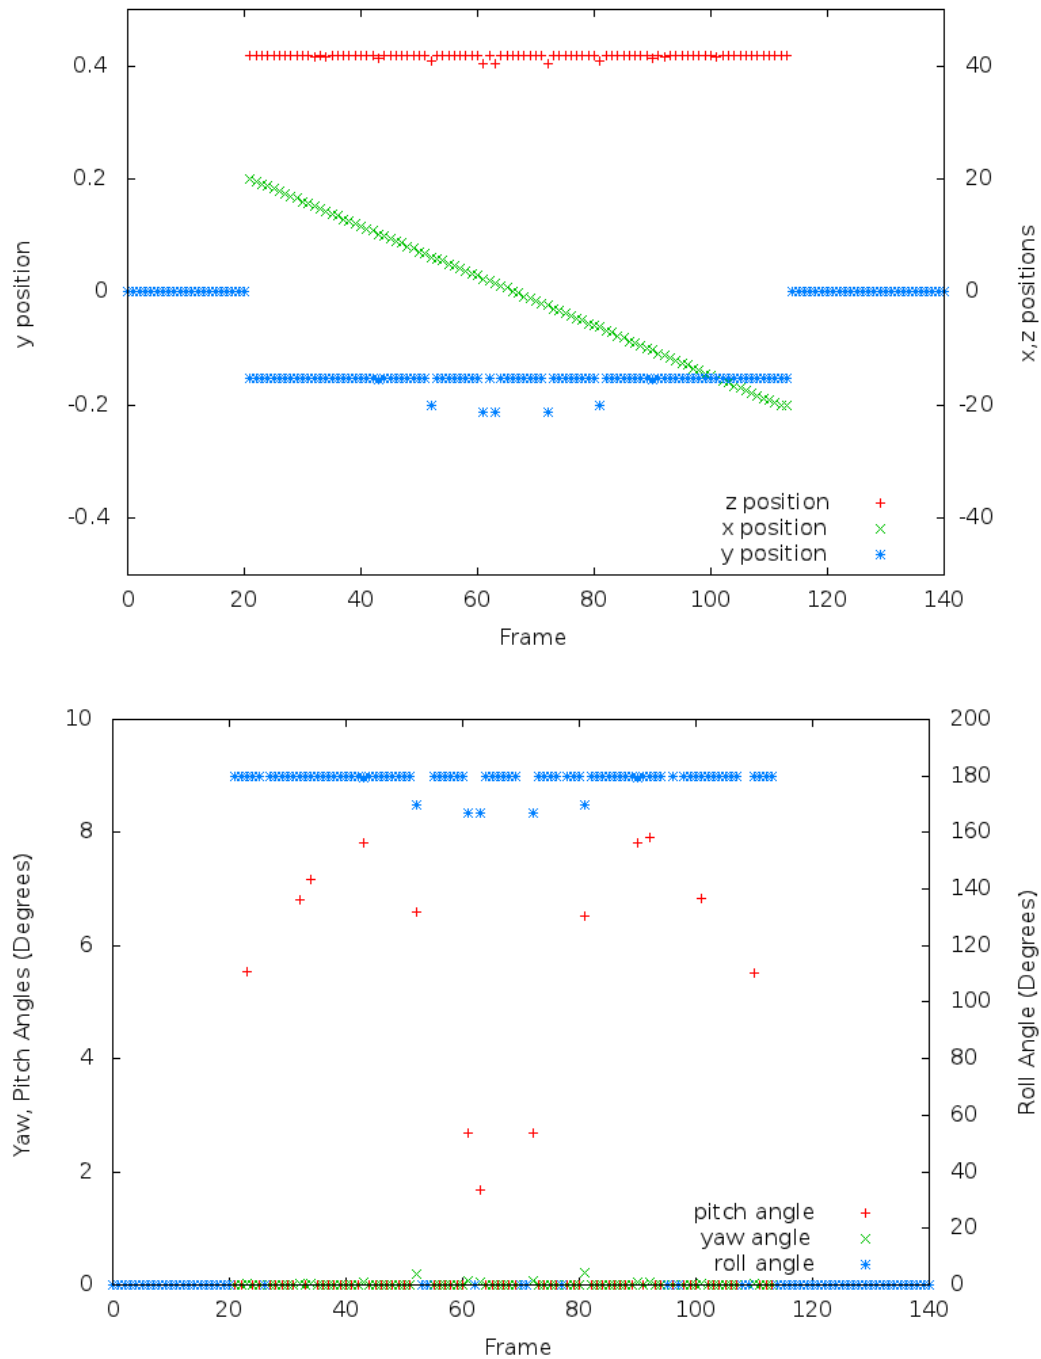 0.4
0.2
0
-0.2
-0.4
y position
40
20
0
-20
-40
x,z positions
z position
x position
y position
0 20 40 60 80 100 120 140
Frame
10
8
6
4
2
0
Yaw, Pitch Angles (Degrees)
200
180
160
140
120
100
80
60
40
20
0
Roll Angle (Degrees)
pitch angle
yaw angle
roll angle
0 20 40 60 80 100 120 140
Frame